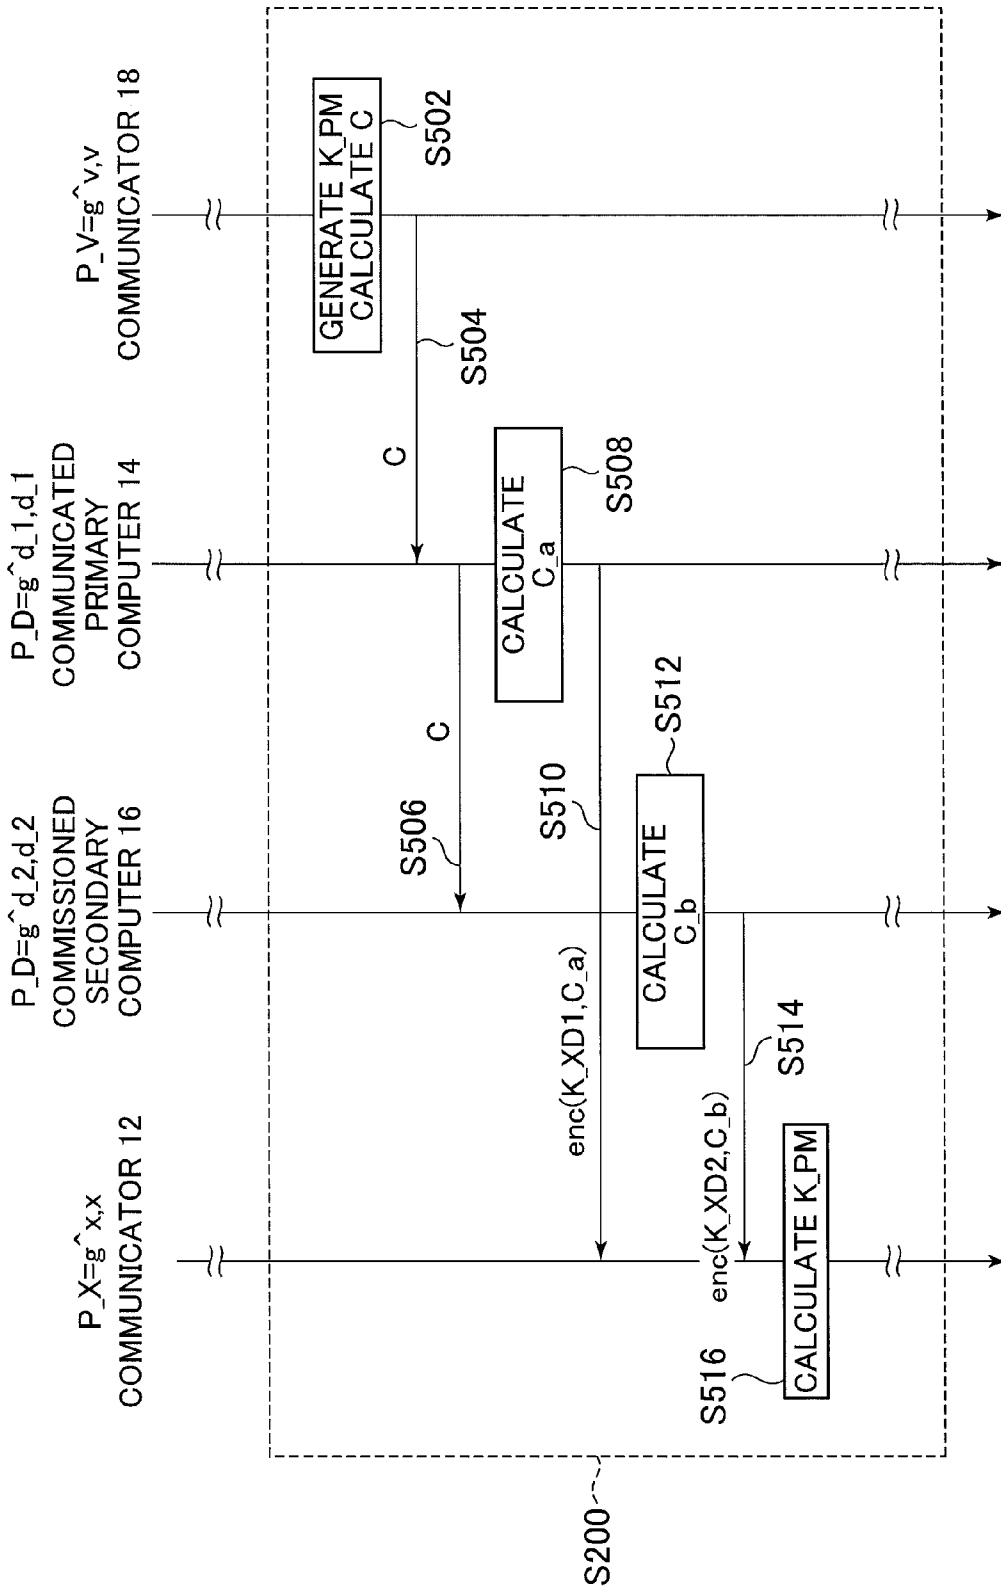 P_X=g^x,x
COMMUNICATOR 12
P_D=g^d_2,d_2
COMMISSIONED
SECONDARY
COMPUTER 16
P_D=g^d_1,d_1
COMMUNICATED
PRIMARY
COMPUTER 14
P_V=g^v,v
COMMUNICATOR 18
GENERATE K_PM
CALCULATE C
S502
C
S504
C
S506
CALCULATE
C_a
S508
enc(K_XD1,C_a)
S510
CALCULATE
C_b
S512
enc(K_XD2,C_b)
S514
CALCULATE K_PM
S516
S200